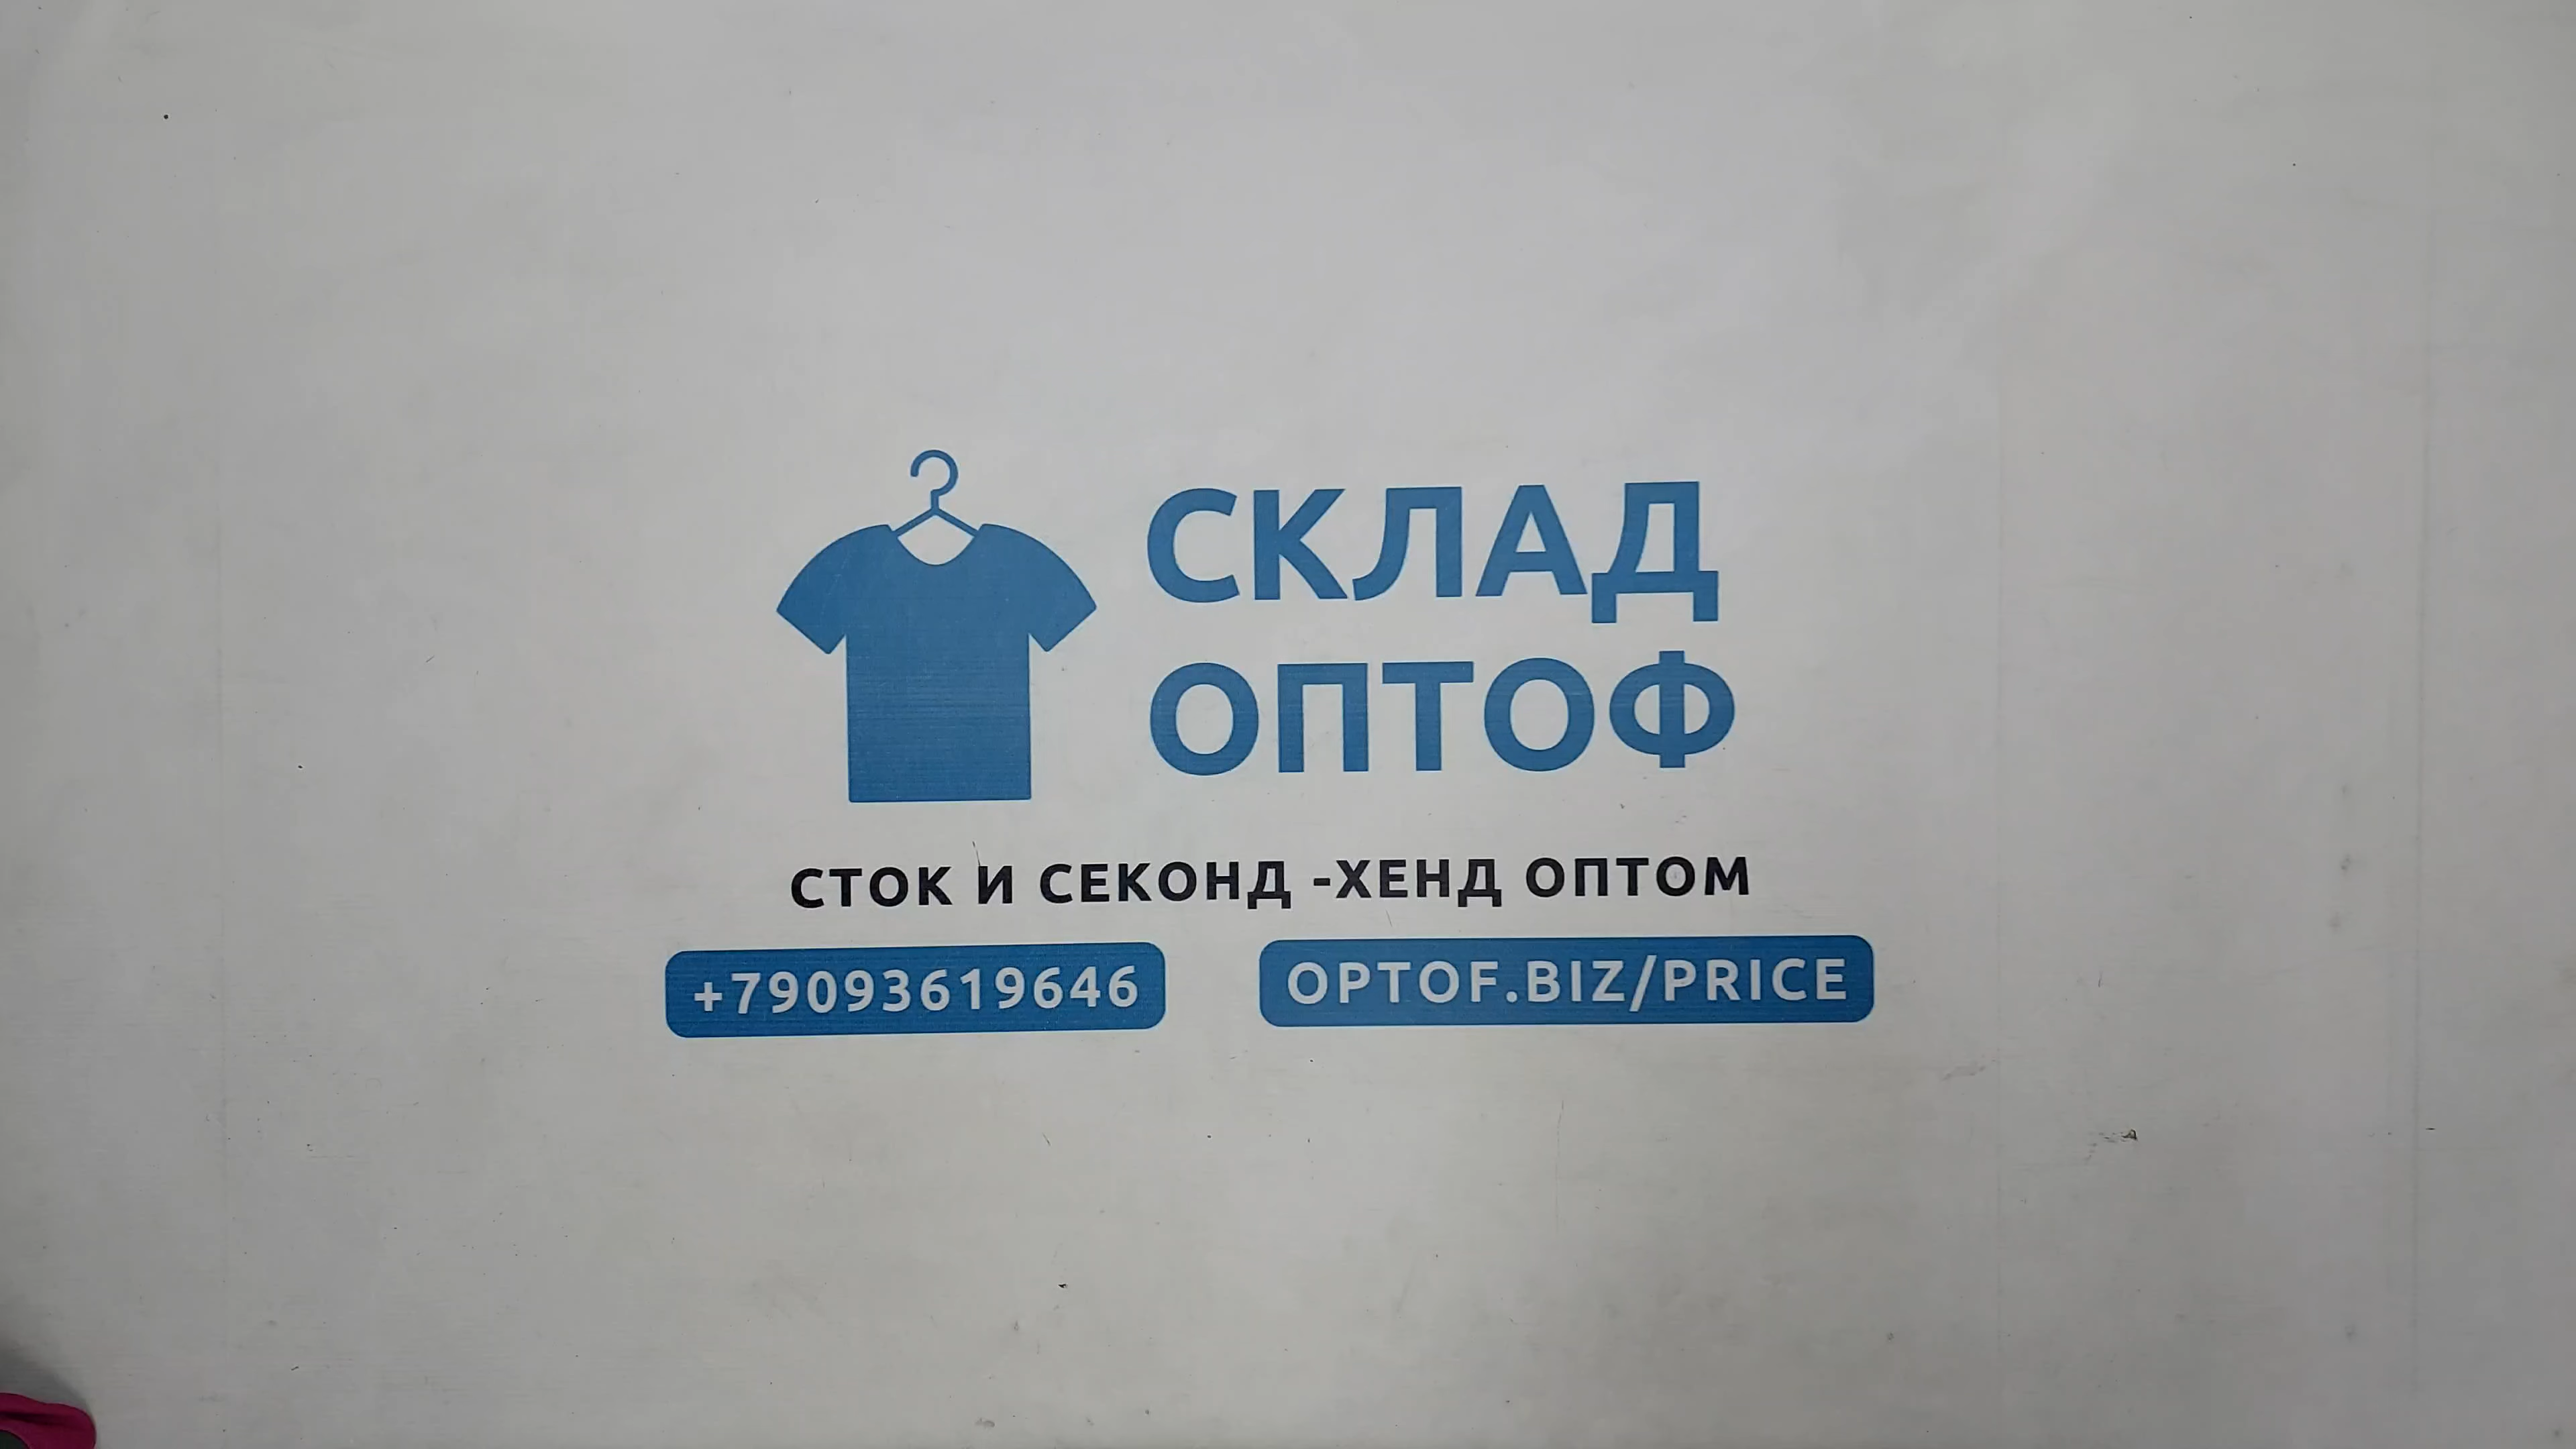 СКЛАД
ОПТОФ
СТОК И СЕКОНД -ХЕНД ОПТОМ
+79093619646
OPTOF.BIZ/PRICE